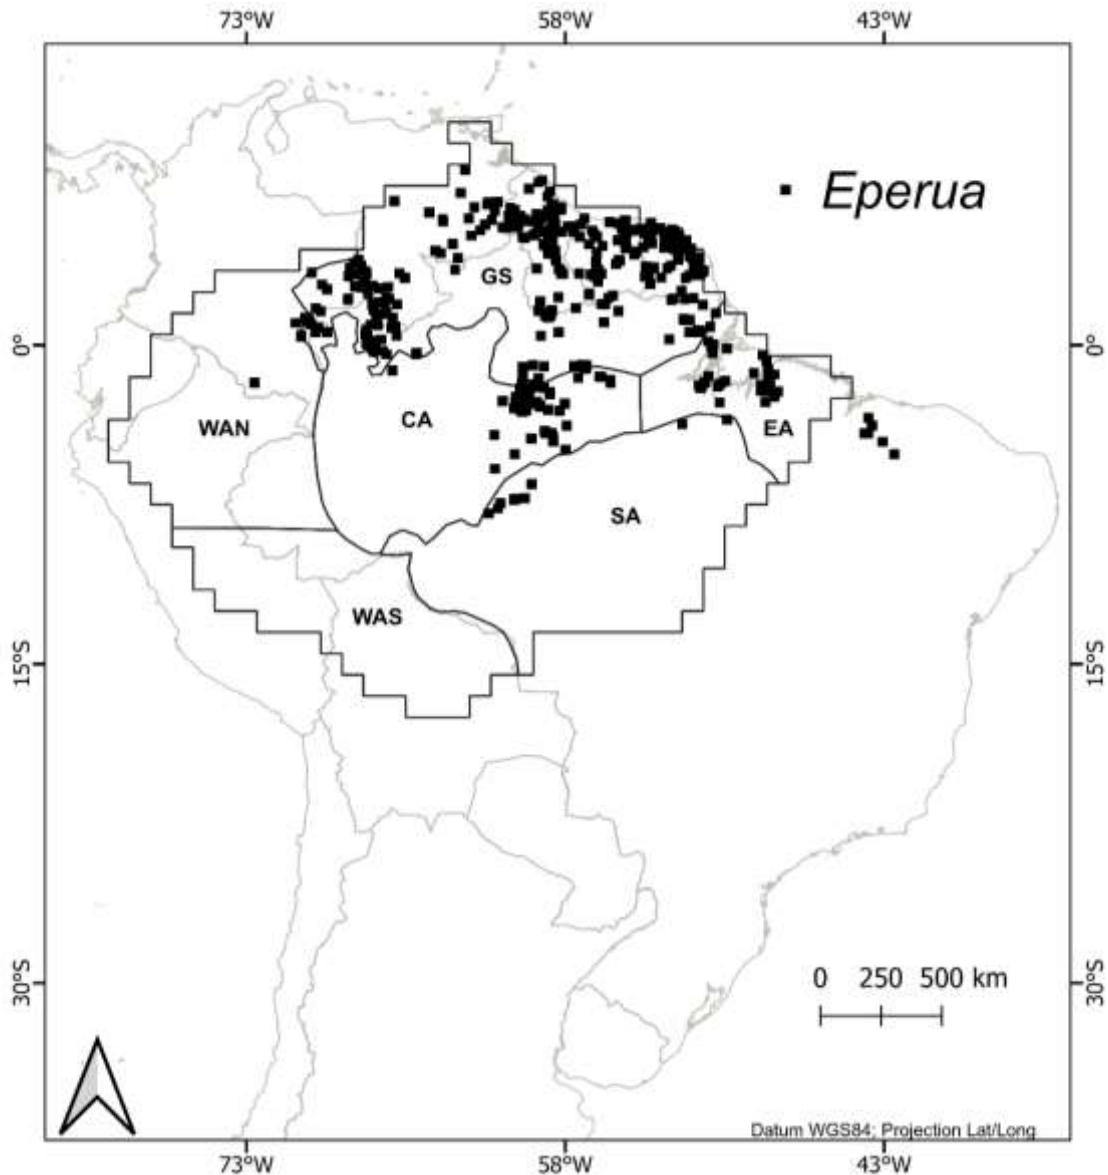 73°W 58°W 43°W
Eperua
GS
0° 0°
WAN CA EA
SA
WAS
15°S 15°S
30°S 30°S
0 250 500 km
Datum WGS84; Projection Lat/Long
73°W 58°W 43°W